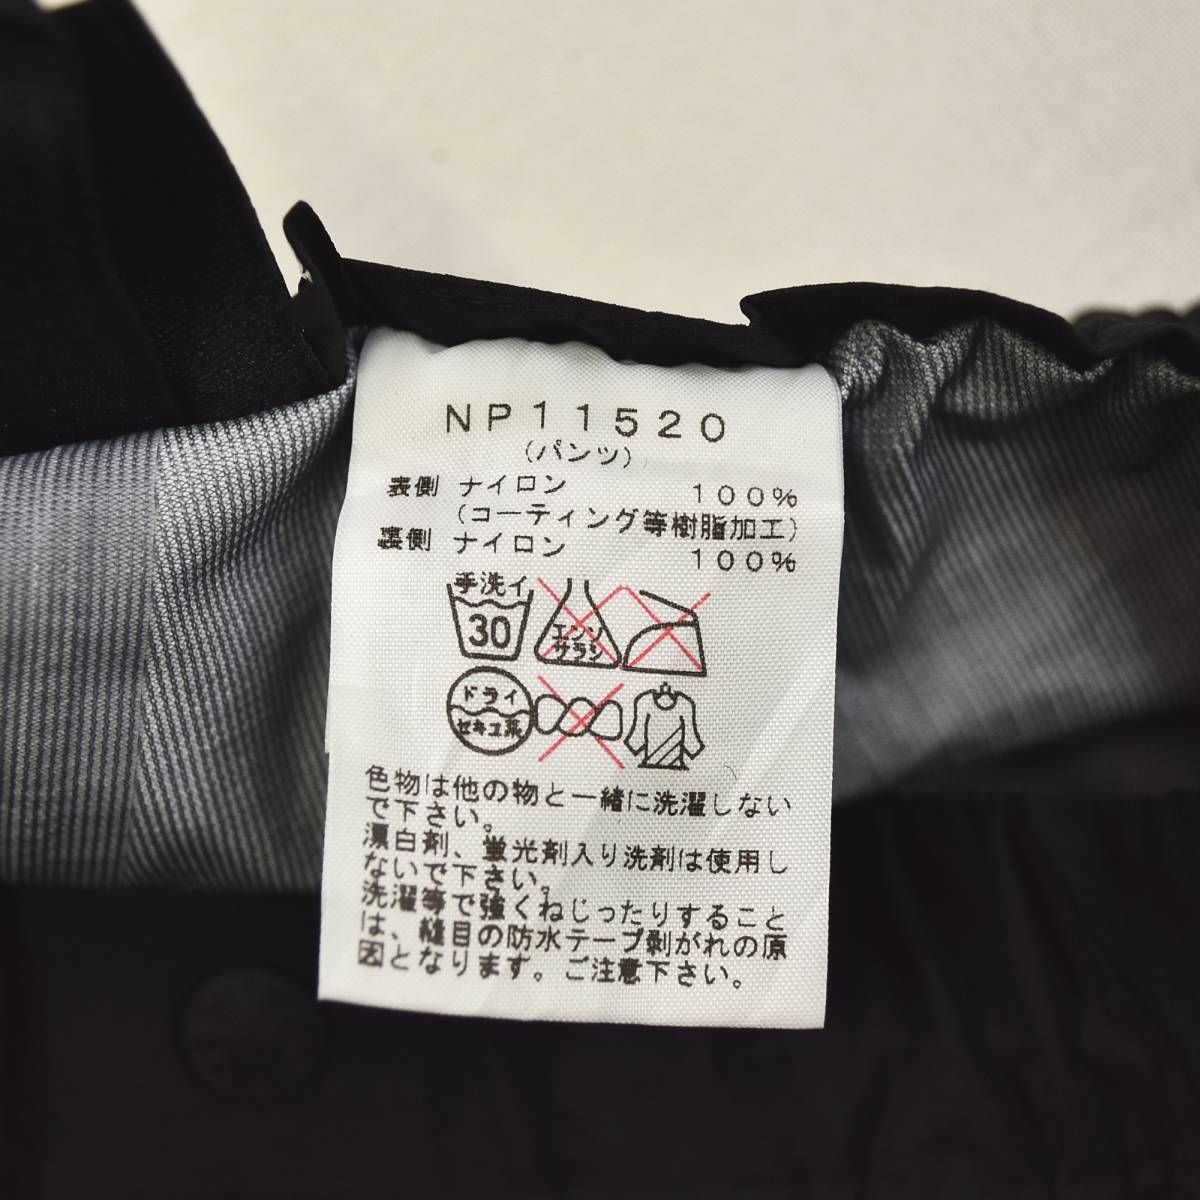 NP11520
(パンツ)
表側 ナイロン 100%
(コーティング等樹脂加工)
裏側 ナイロン 100%
手洗イ
30
エンソ
サラシ
ドライ
セキユ系
色物は他の物と一緒に洗濯しない
で下さい。
漂白剤、蛍光剤入り洗剤は使用し
ないで下さい。
洗濯等で強くねじったりすること
は、縫目の防水テープ剥がれの原
因となります。ご注意下さい。